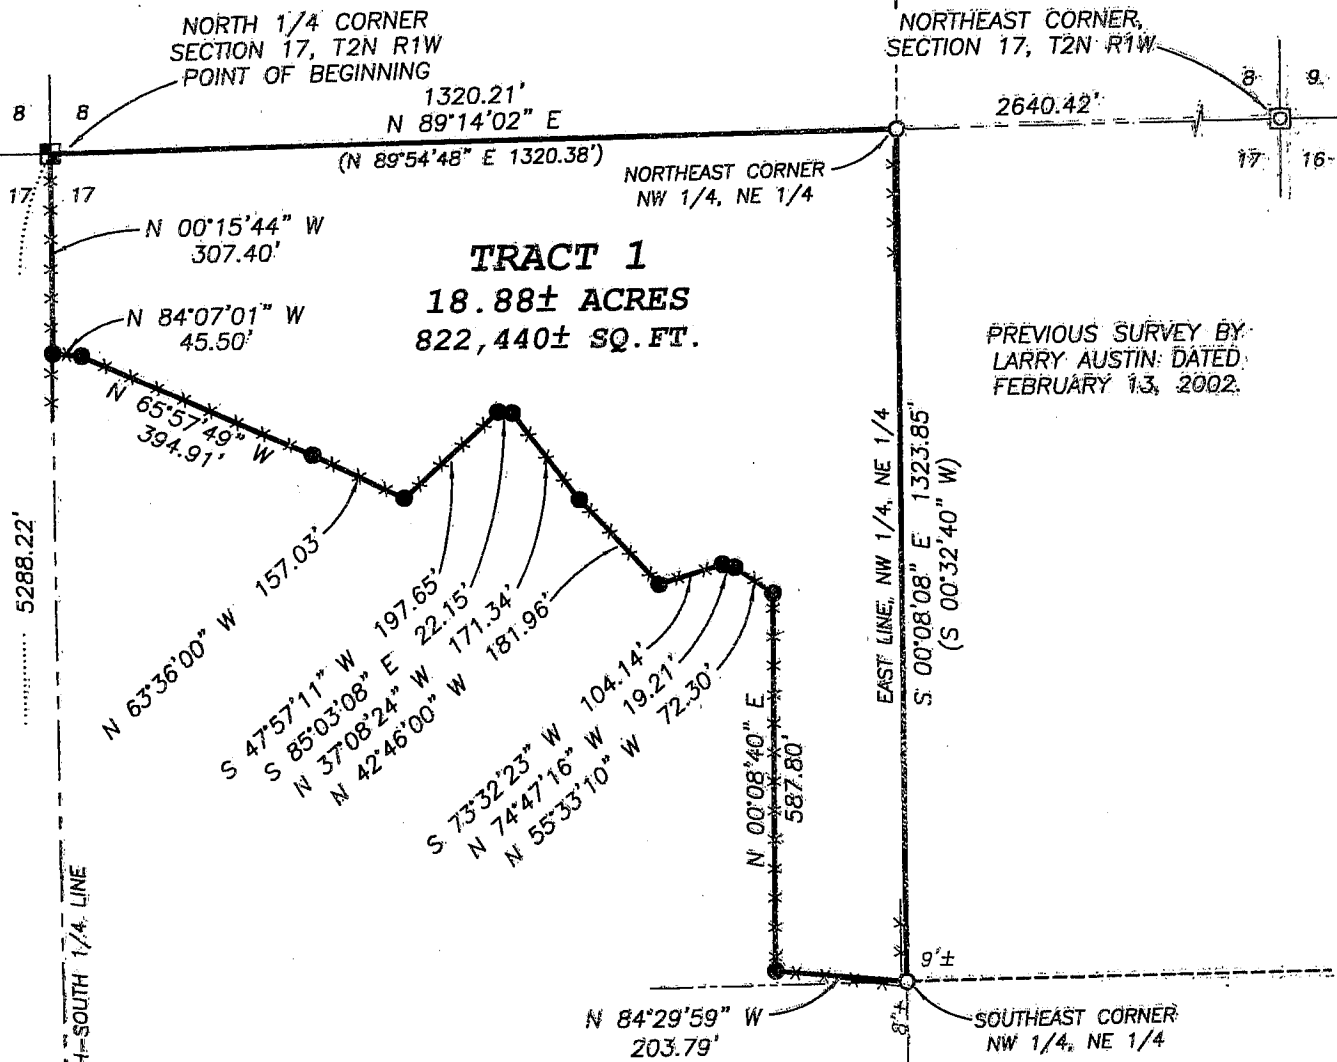 NORTH 1/4 CORNER
SECTION 17, T2N R1W
POINT OF BEGINNING
NORTHEAST CORNER,
SECTION 17, T2N R1W
8
8
8
9
1320.21'
N 89°14'02" E
(N 89°54'48" E 1320.38')
2640.42'
17
17
17
16
NORTHEAST CORNER
NW 1/4, NE 1/4
N 00°15'44" W
307.40'
TRACT 1
18.88± ACRES
822,440± SQ.FT.
N 84°07'01" W
45.50'
PREVIOUS SURVEY BY
LARRY AUSTIN DATED
FEBRUARY 13, 2002.
N 65°57'49" W
394.91'
N 63°36'00" W 157.03'
S 47°57'11" W 197.65'
S 85°03'08" E 22.15'
N 37°08'24" W 171.34'
N 42°46'00" W 181.96'
S 73°32'23" W 104.14'
N 74°47'16" W 19.21'
N 55°33'10" W 72.30'
N 00°08'40" E
587.80'
EAST LINE, NW 1/4, NE 1/4
S 00°08'08" E 1323.85'
(S 00°32'40" W)
5288.22'
H-SOUTH 1/4 LINE
9'±
8'±
N 84°29'59" W
203.79'
SOUTHEAST CORNER
NW 1/4, NE 1/4